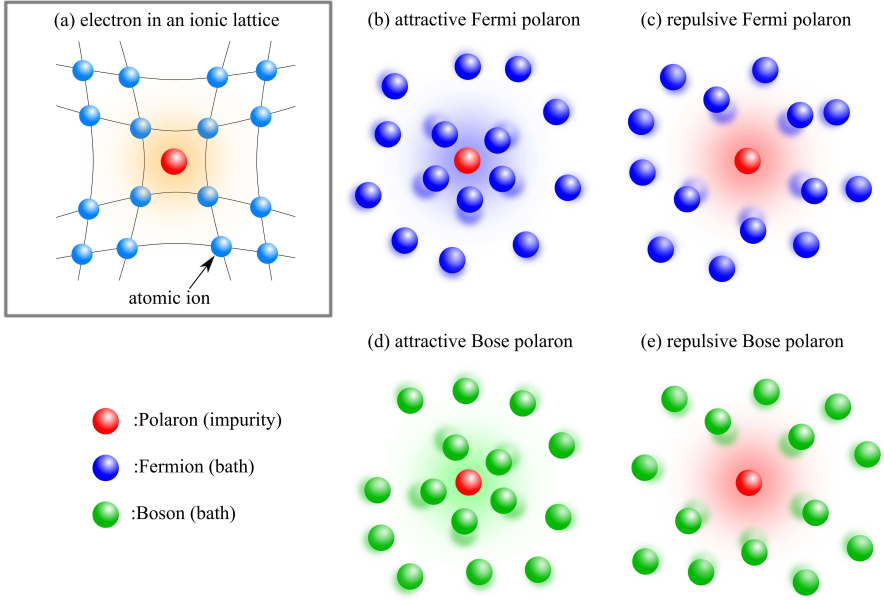 (a) electron in an ionic lattice
(b) attractive Fermi polaron
(c) repulsive Fermi polaron
atomic ion
(d) attractive Bose polaron
(e) repulsive Bose polaron
:Polaron (impurity)
:Fermion (bath)
:Boson (bath)